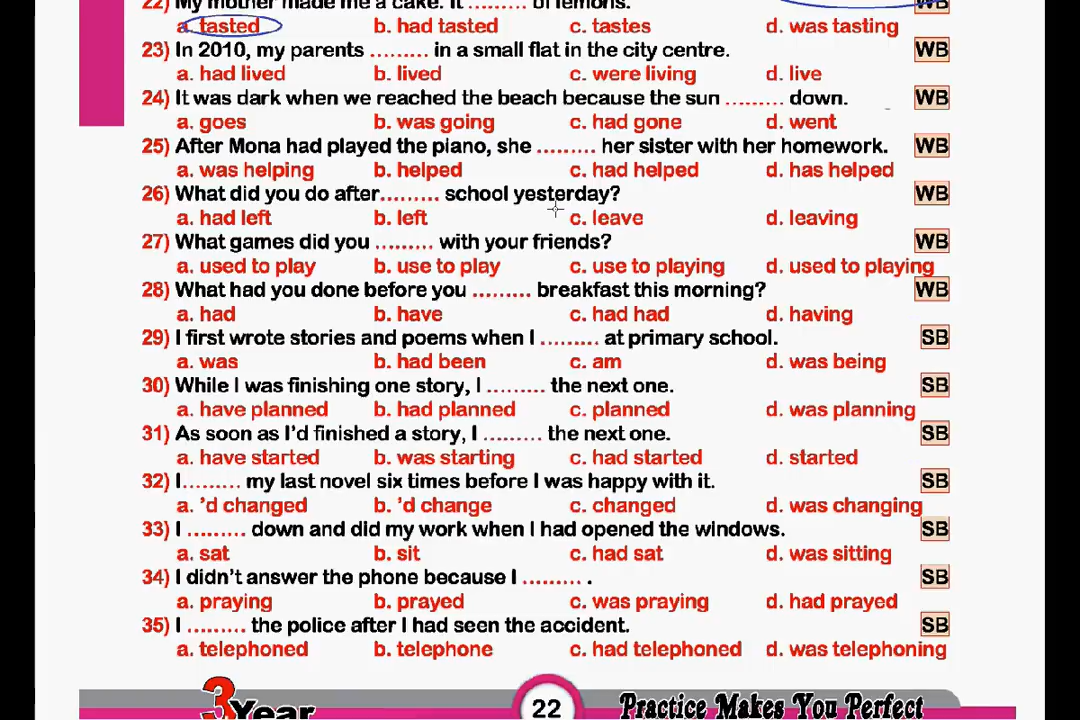 22) My mother made me a cake. It ......... of lemons. WB
a. tasted b. had tasted c. tastes d. was tasting
23) In 2010, my parents ......... in a small flat in the city centre. WB
a. had lived b. lived c. were living d. live
24) It was dark when we reached the beach because the sun ......... down. WB
a. goes b. was going c. had gone d. went
25) After Mona had played the piano, she ......... her sister with her homework. WB
a. was helping b. helped c. had helped d. has helped
26) What did you do after......... school yesterday? WB
a. had left b. left c. leave d. leaving
27) What games did you ......... with your friends? WB
a. used to play b. use to play c. use to playing d. used to playing
28) What had you done before you ......... breakfast this morning? WB
a. had b. have c. had had d. having
29) I first wrote stories and poems when I ......... at primary school. SB
a. was b. had been c. am d. was being
30) While I was finishing one story, I ......... the next one. SB
a. have planned b. had planned c. planned d. was planning
31) As soon as I'd finished a story, I ......... the next one. SB
a. have started b. was starting c. had started d. started
32) I......... my last novel six times before I was happy with it. SB
a. 'd changed b. 'd change c. changed d. was changing
33) I ......... down and did my work when I had opened the windows. SB
a. sat b. sit c. had sat d. was sitting
34) I didn't answer the phone because I ......... . SB
a. praying b. prayed c. was praying d. had prayed
35) I ......... the police after I had seen the accident. SB
a. telephoned b. telephone c. had telephoned d. was telephoning
3 Year 22 Practice Makes You Perfect